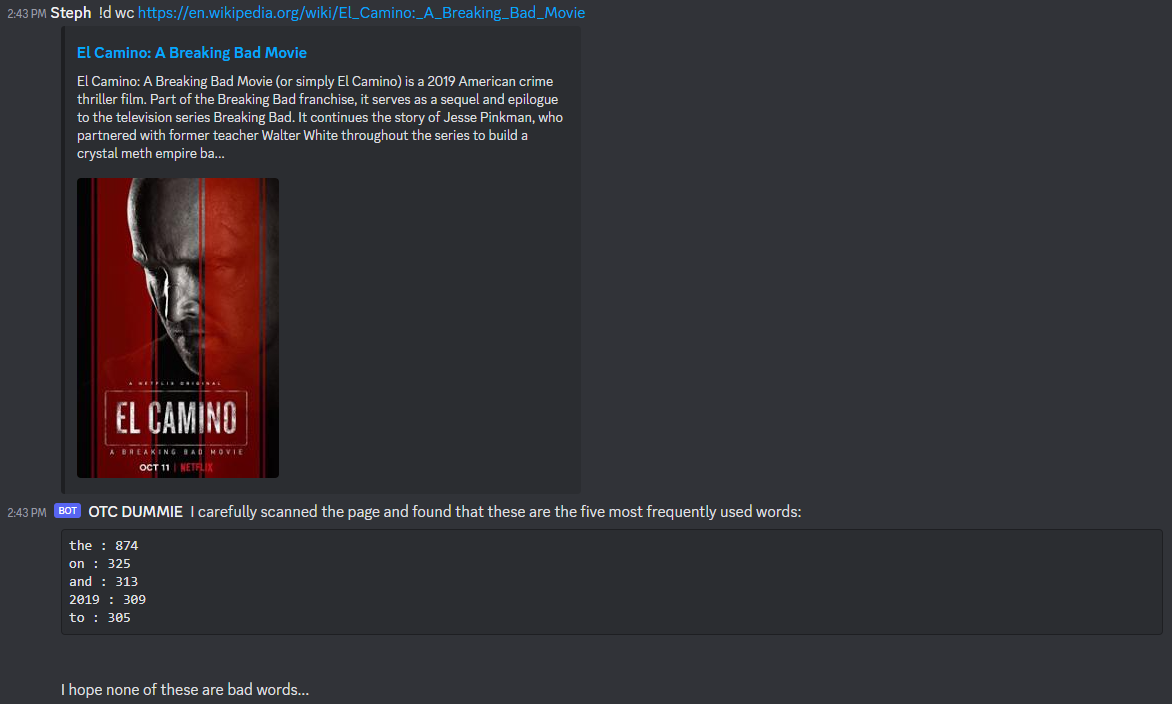 2:43 PM Steph !d wc https://en.wikipedia.org/wiki/El_Camino:_A_Breaking_Bad_Movie
El Camino: A Breaking Bad Movie
El Camino: A Breaking Bad Movie (or simply El Camino) is a 2019 American crime
thriller film. Part of the Breaking Bad franchise, it serves as a sequel and epilogue
to the television series Breaking Bad. It continues the story of Jesse Pinkman, who
partnered with former teacher Walter White throughout the series to build a
crystal meth empire ba...
A NETFLIX ORIGINAL
EL CAMINO
A BREAKING BAD MOVIE
OCT 11 | NETFLIX
2:43 PM BOT OTC DUMMIE I carefully scanned the page and found that these are the five most frequently used words:
the : 874
on : 325
and : 313
2019 : 309
to : 305
I hope none of these are bad words...